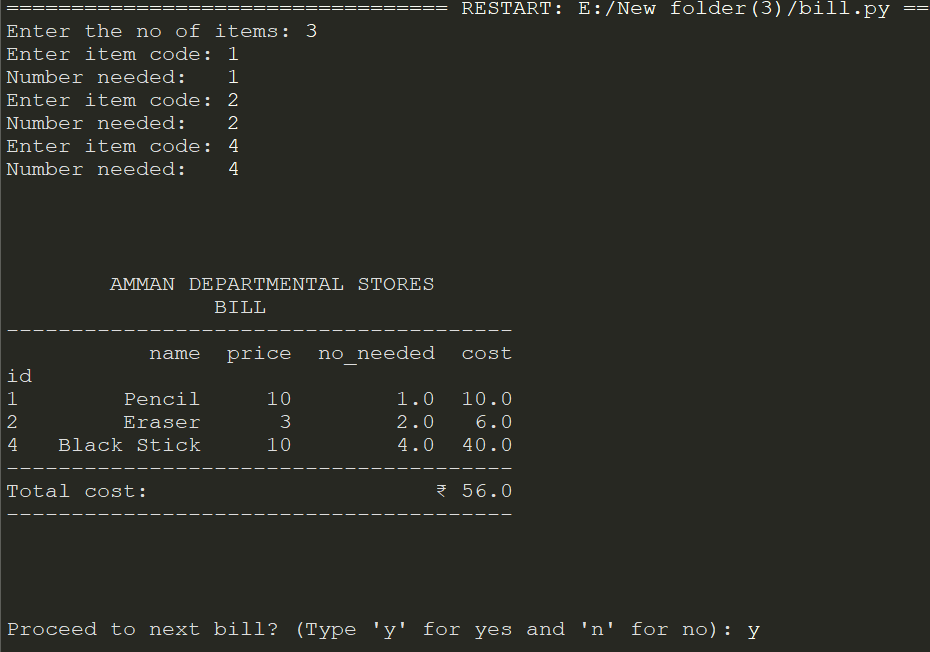 ================================== RESTART: E:/New folder(3)/bill.py ==
Enter the no of items: 3
Enter item code: 1
Number needed:   1
Enter item code: 2
Number needed:   2
Enter item code: 4
Number needed:   4
        AMMAN DEPARTMENTAL STORES
                BILL
---------------------------------------
           name  price  no_needed  cost
id
1        Pencil     10        1.0  10.0
2        Eraser      3        2.0   6.0
4   Black Stick     10        4.0  40.0
---------------------------------------
Total cost:                      ₹ 56.0
---------------------------------------
Proceed to next bill? (Type 'y' for yes and 'n' for no): y